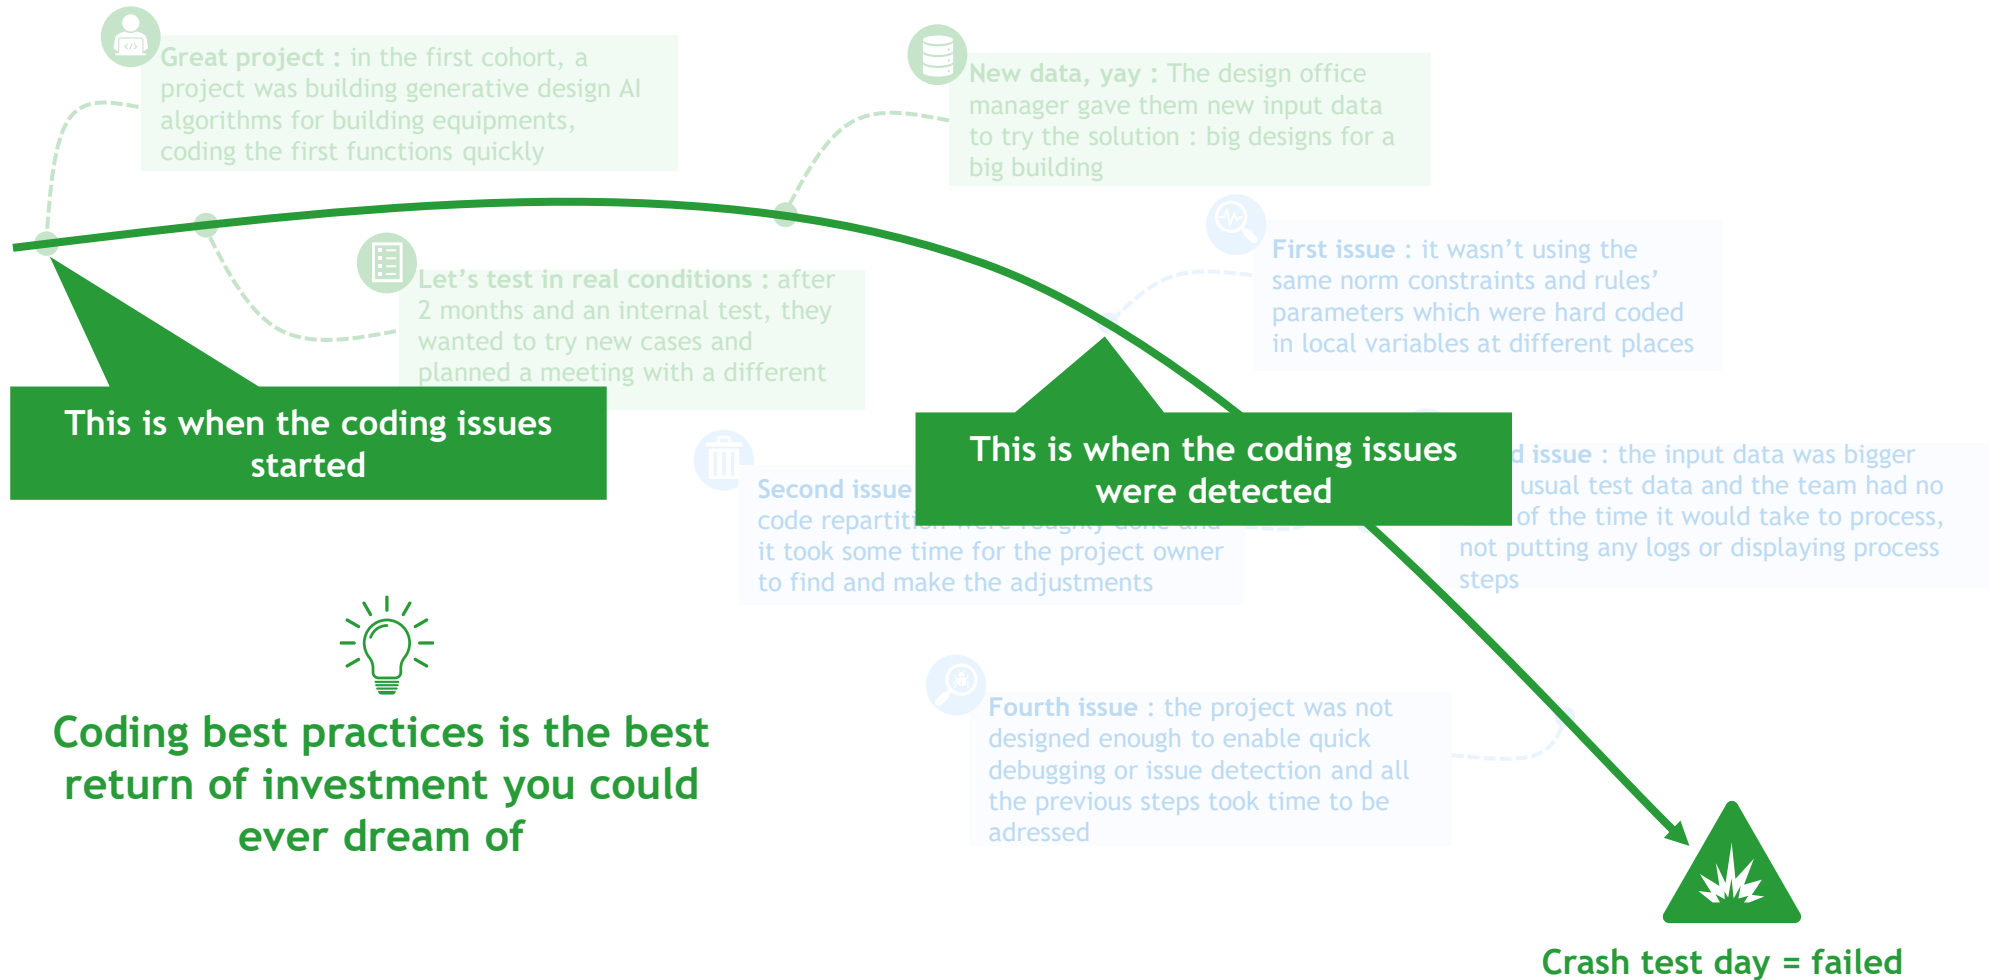 Great project : in the first cohort, a
project was building generative design AI
algorithms for building equipments,
coding the first functions quickly
New data, yay : The design office
manager gave them new input data
to try the solution : big designs for a
big building
Let’s test in real conditions : after
2 months and an internal test, they
wanted to try new cases and
planned a meeting with a different
First issue : it wasn’t using the
same norm constraints and rules’
parameters which were hard coded
in local variables at different places
This is when the coding issues
started
This is when the coding issues
were detected
Second issue
code repartition were roughly done and
it took some time for the project owner
to find and make the adjustments
issue : the input data was bigger
usual test data and the team had no
of the time it would take to process,
not putting any logs or displaying process
steps
Coding best practices is the best
return of investment you could
ever dream of
Fourth issue : the project was not
designed enough to enable quick
debugging or issue detection and all
the previous steps took time to be
adressed
Crash test day = failed